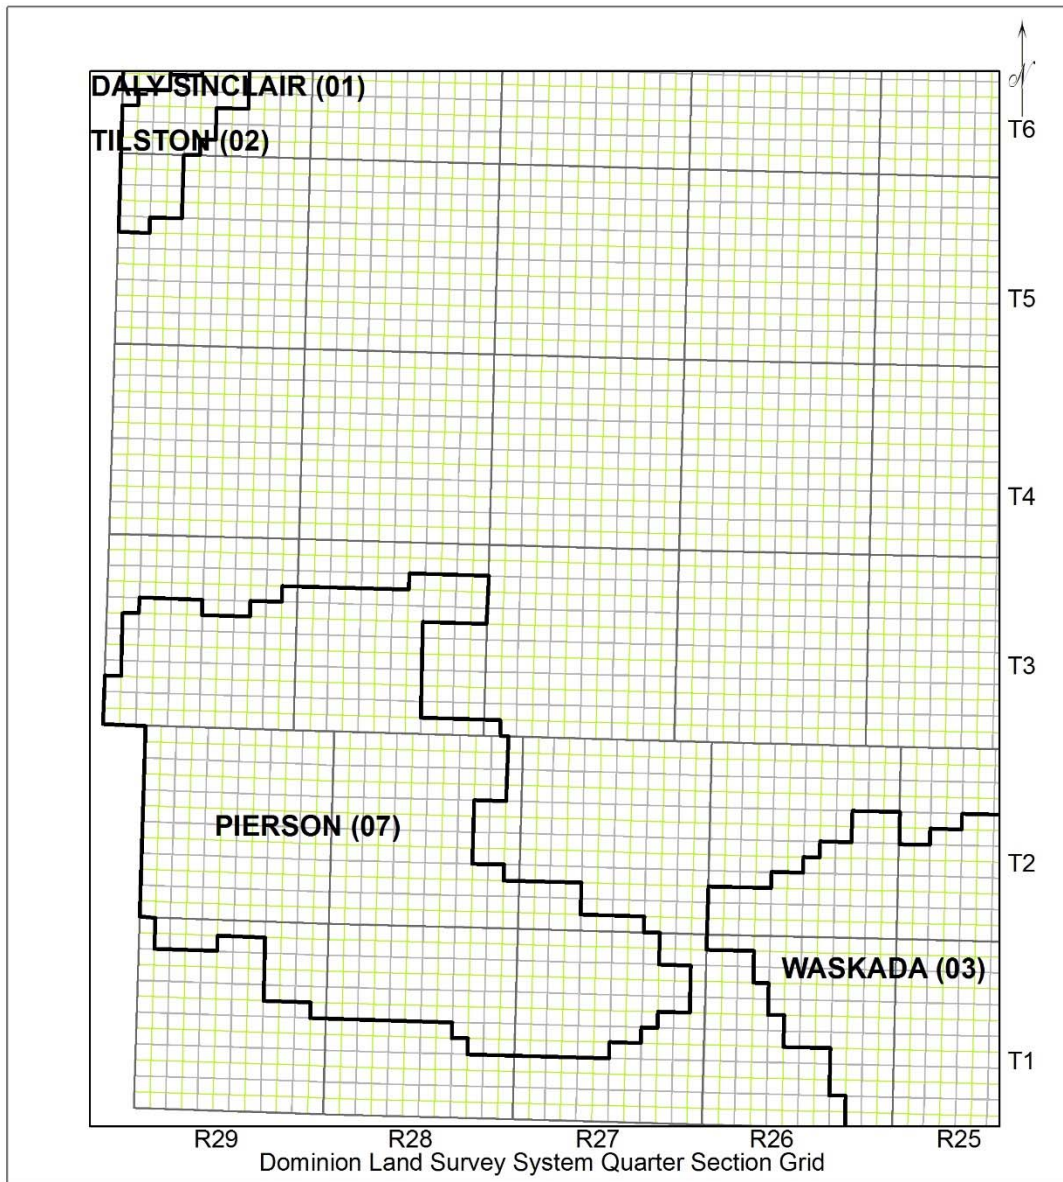 N
DALY SINCLAIR (01)
TILSTON (02)
T6
T5
T4
T3
PIERSON (07)
T2
WASKADA (03)
T1
R29 R28 R27 R26 R25
Dominion Land Survey System Quarter Section Grid